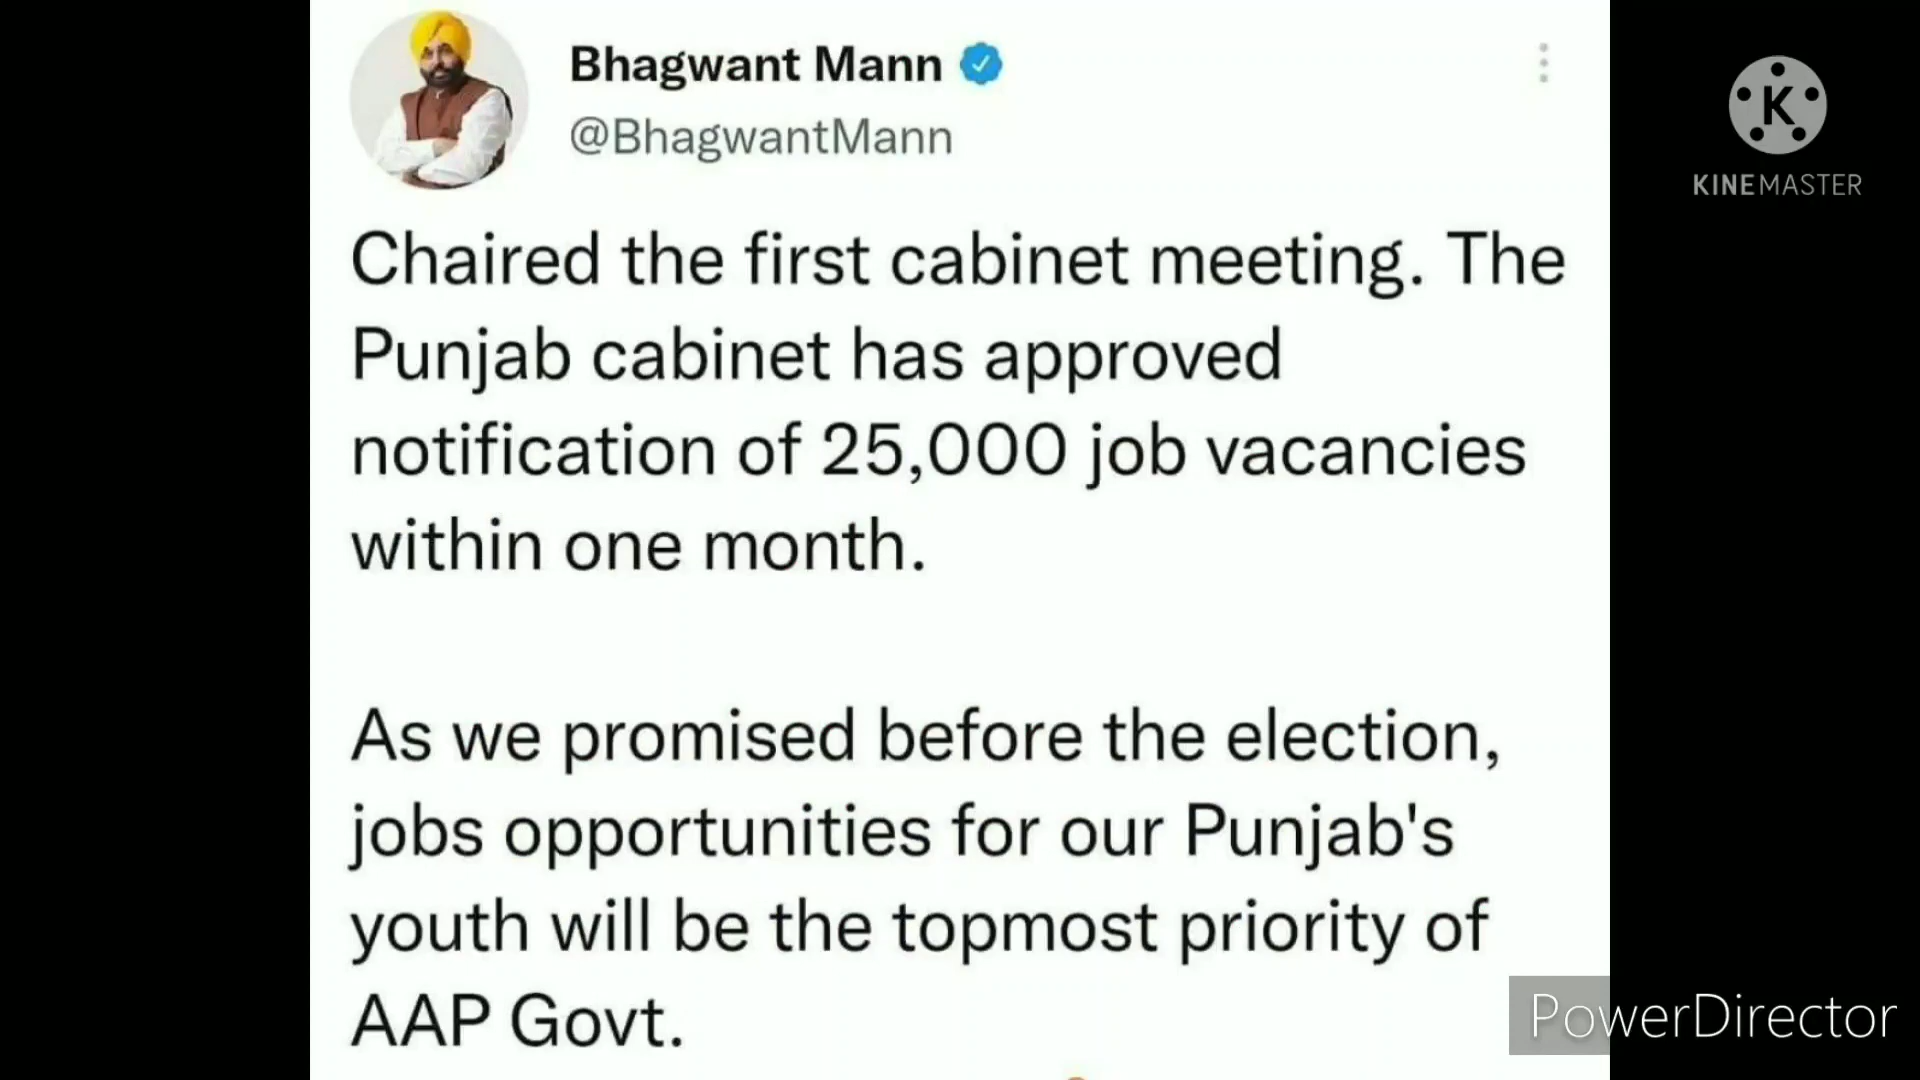 Bhagwant Mann
@BhagwantMann
Chaired the first cabinet meeting. The
Punjab cabinet has approved
notification of 25,000 job vacancies
within one month.
As we promised before the election,
jobs opportunities for our Punjab's
youth will be the topmost priority of
AAP Govt.
K
KINEMASTER
PowerDirector